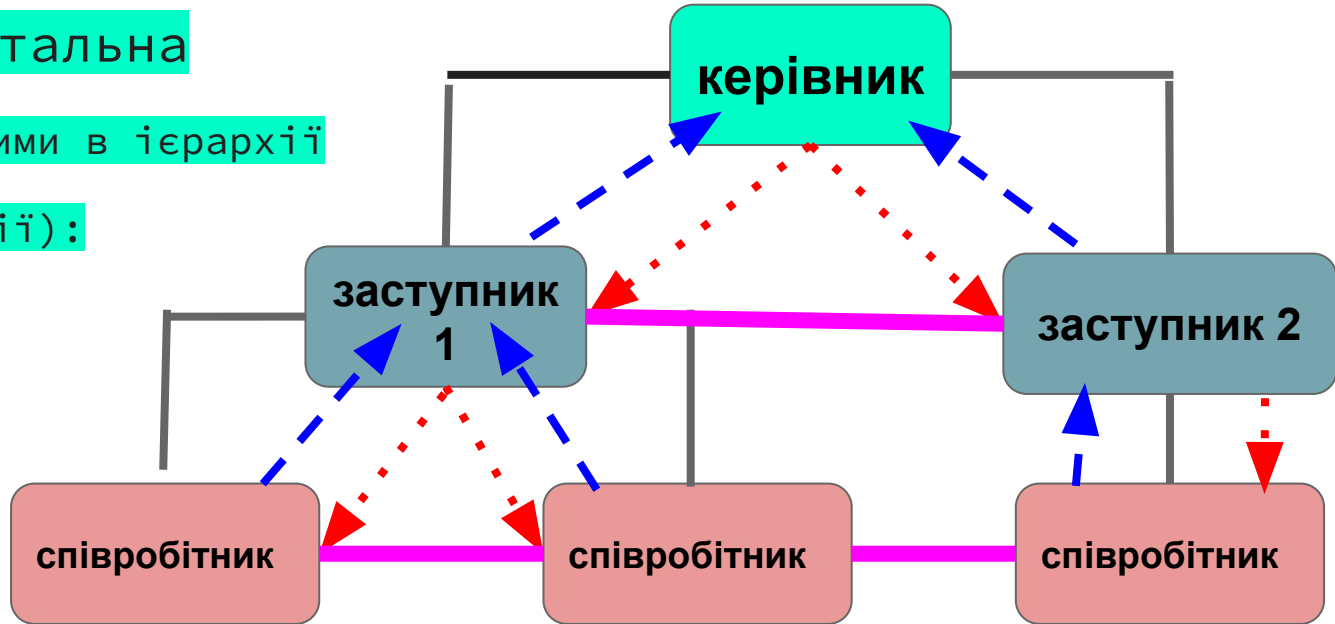 тальна
керівник
ими в ієрархії
ії):
заступник
1
заступник 2
співробітник
співробітник
співробітник